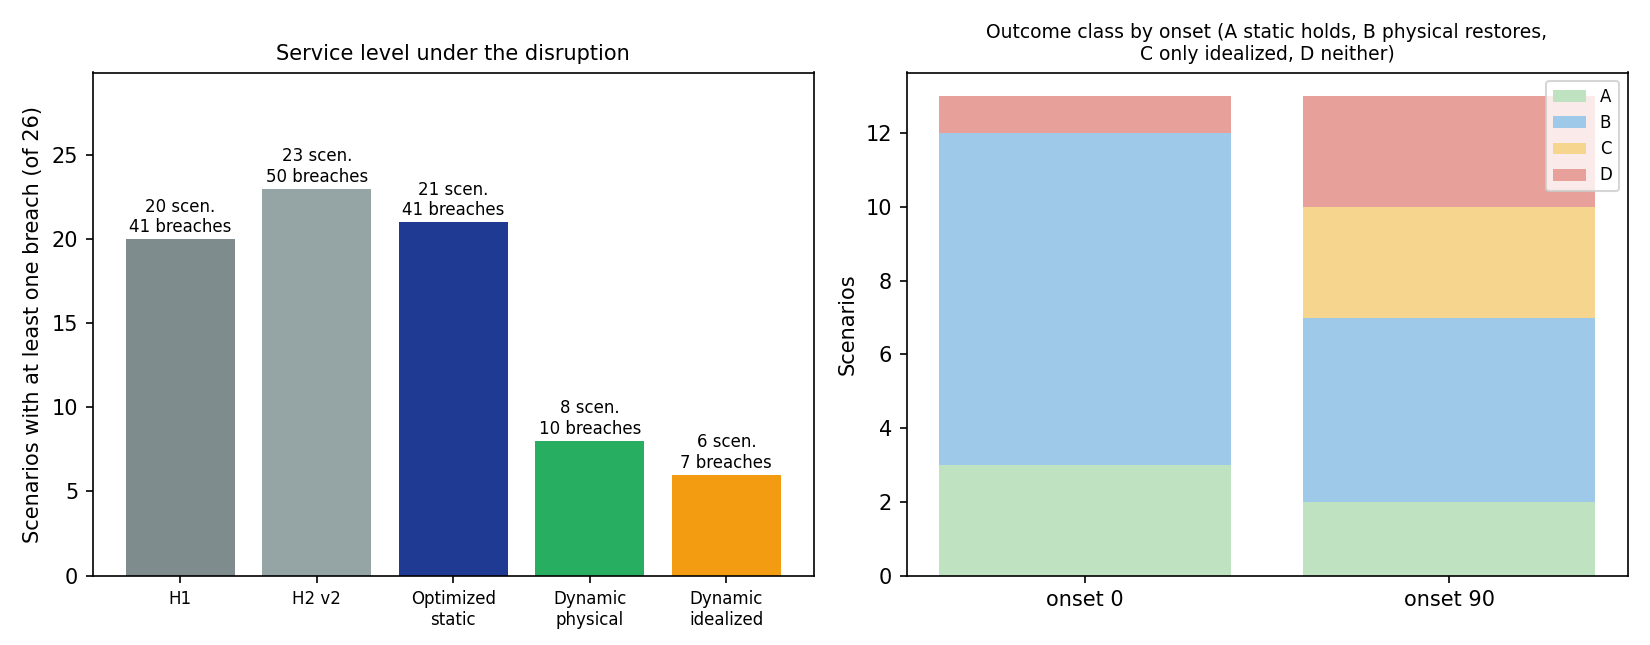 Service level under the disruption
Scenarios with at least one breach (of 26)
25
20
15
10
5
0
20 scen.
41 breaches
23 scen.
50 breaches
21 scen.
41 breaches
8 scen.
10 breaches
6 scen.
7 breaches
H1
H2 v2
Optimized
static
Dynamic
physical
Dynamic
idealized
Outcome class by onset (A static holds, B physical restores,
C only idealized, D neither)
Scenarios
12
10
8
6
4
2
0
A
B
C
D
onset 0
onset 90